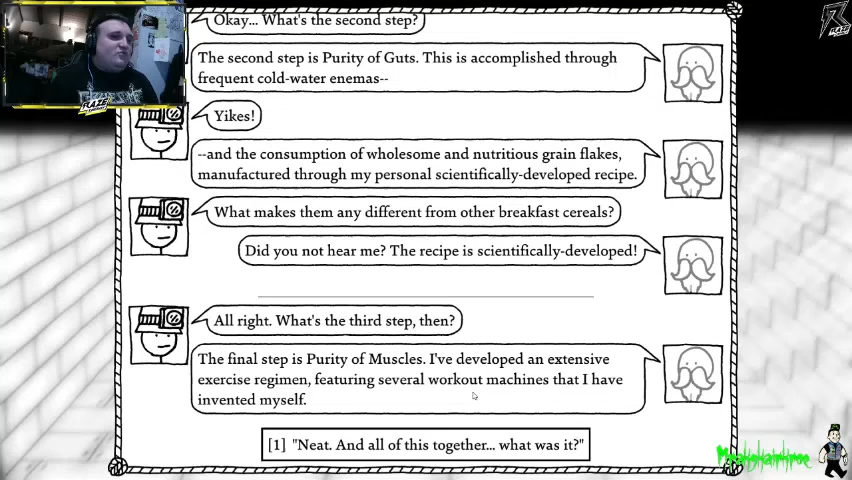 Okay... What's the second step?
The second step is Purity of Guts. This is accomplished through
frequent cold-water enemas--
Yikes!
--and the consumption of wholesome and nutritious grain flakes,
manufactured through my personal scientifically-developed recipe.
What makes them any different from other breakfast cereals?
Did you not hear me? The recipe is scientifically-developed!
All right. What's the third step, then?
The final step is Purity of Muscles. I've developed an extensive
exercise regimen, featuring several workout machines that I have
invented myself.
[1] "Neat. And all of this together... what was it?"
RAZE